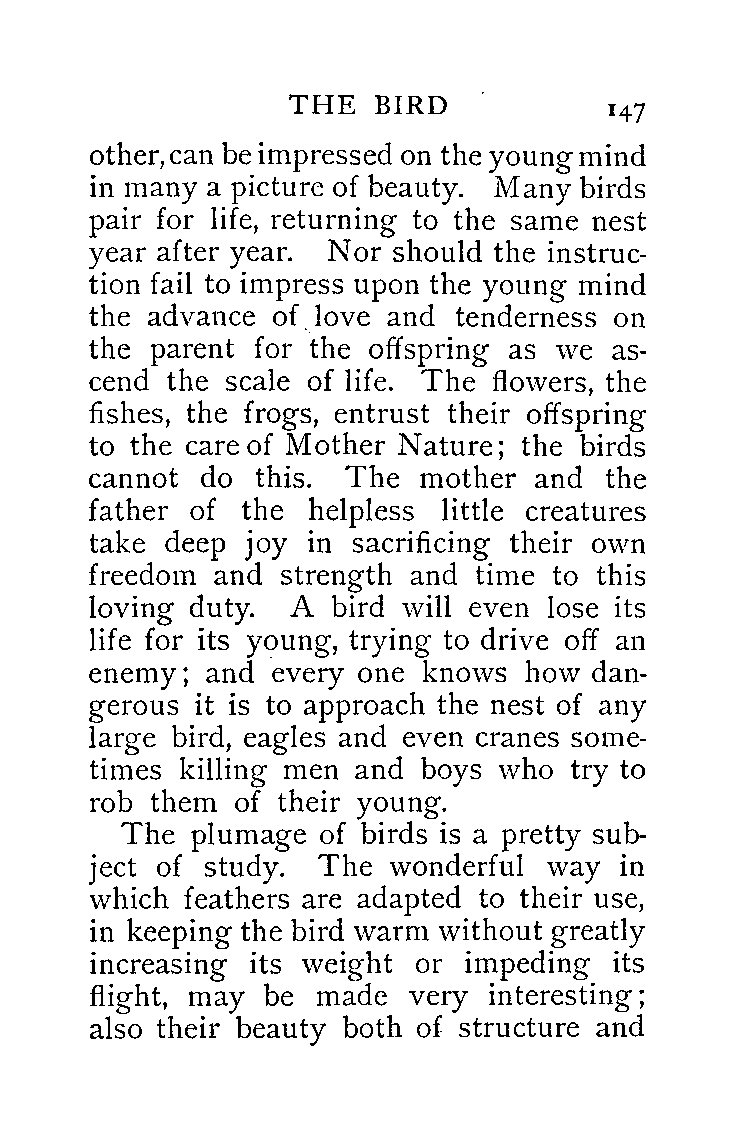 THE BIRD 147
other, can be impressed on the young mind
in many a picture of beauty. Many birds
pair for life, returning to the same nest
year after year. Nor should the instruc-
tion fail to impress upon the young mind
the advance of love and tenderness on
the parent for the offspring as we as-
cend the scale of life. The flowers, the
fishes, the frogs, entrust their offspring
to the care of Mother Nature; the birds
cannot do this. The mother and the
father of the helpless little creatures
take deep joy in sacrificing their own
freedom and strength and time to this
loving duty. A bird will even lose its
life for its young, trying to drive off an
enemy; and every one knows how dan-
gerous it is to approach the nest of any
large bird, eagles and even cranes some-
times killing men and boys who try to
rob them of their young.
The plumage of birds is a pretty sub-
ject of study. The wonderful way in
which feathers are adapted to their use,
in keeping the bird warm without greatly
increasing its weight or impeding its
flight, may be made very interesting;
also their beauty both of structure and